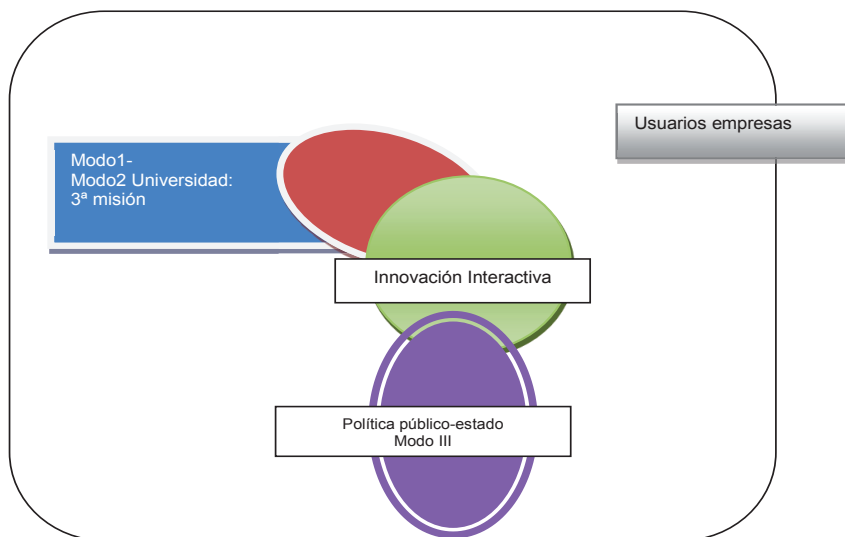 Usuarios empresas
Modo1-
Modo2 Universidad:
3ª misión
Innovación Interactiva
Política público-estado
Modo III